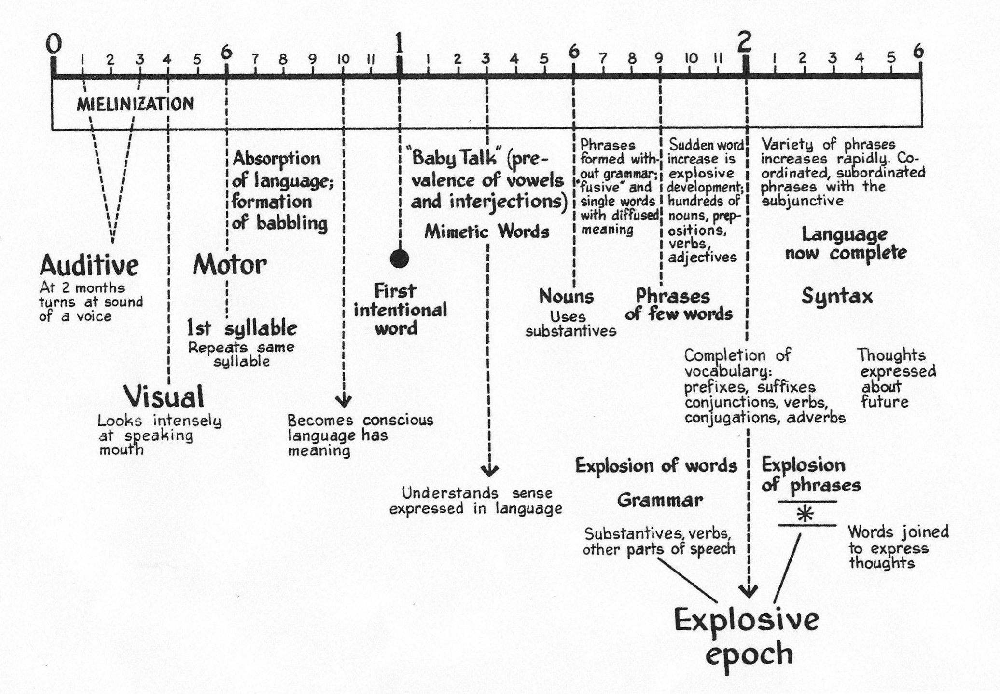 0 1 2 3 4 5 6 7 8 9 10 11 1 1 2 3 4 5 6 7 8 9 10 11 2 1 2 3 4 5 6
MIELINIZATION
Auditive
At 2 months
turns at sound
of a voice
Visual
Looks intensely
at speaking
mouth
Absorption
of language;
formation
of babbling
Motor
1st syllable
Repeats same
syllable
Becomes conscious
language has
meaning
First
intentional
word
"Baby Talk" (pre-
valence of vowels
and interjections)
Mimetic Words
Understands sense
expressed in language
Phrases
formed with-
out grammar;
"fusive" and
single words
with diffused
meaning
Nouns
Uses
substantives
Sudden word
increase is
explosive
development;
hundreds of
nouns, prep-
ositions,
verbs,
adjectives
Phrases
of few words
Variety of phrases
increases rapidly. Co-
ordinated, subordinated
phrases with the
subjunctive
Language
now complete
Syntax
Completion of
vocabulary:
prefixes, suffixes
conjunctions, verbs,
conjugations, adverbs
Thoughts
expressed
about
future
Explosion of words
Grammar
Substantives, verbs,
other parts of speech
Explosion
of phrases
*
Words joined
to express
thoughts
Explosive
epoch